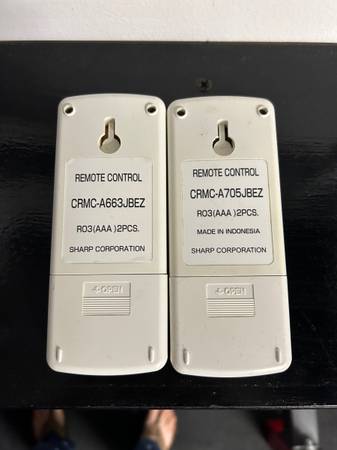 REMOTE CONTROL
CRMC-A663JBEZ
R03(AAA)2PCS.
SHARP CORPORATION
OPEN
REMOTE CONTROL
CRMC-A705JBEZ
R03(AAA)2PCS.
MADE IN INDONESIA
SHARP CORPORATION
OPEN